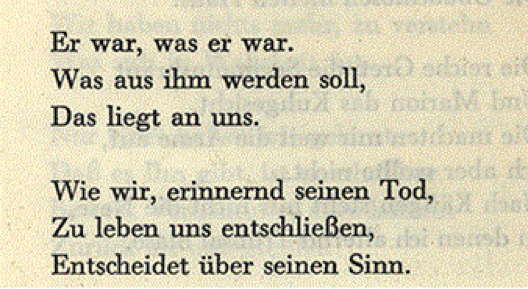 Er war, was er war.
Was aus ihm werden soll,
Das liegt an uns.

Wie wir, erinnernd seinen Tod,
Zu leben uns entschließen,
Entscheidet über seinen Sinn.